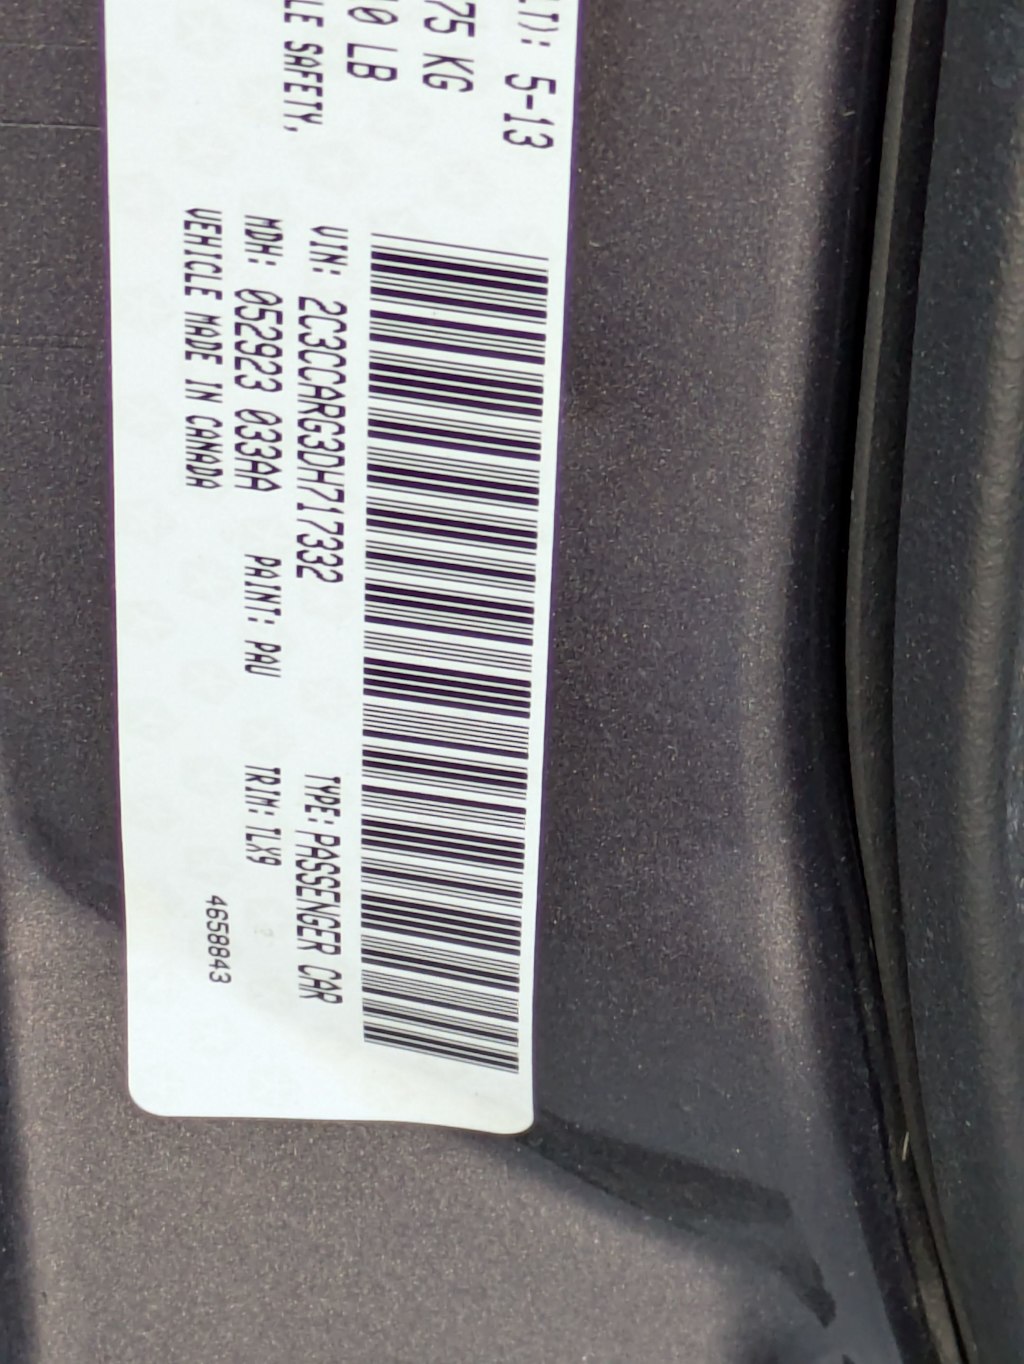 LT): 5-13
75 KG
0 LB
LE SAFETY,
VIN: 2C3CCARG3DH717332 TYPE: PASSENGER CAR
MDH: 052923 033AA PAINT: PAU TRIM: TLX9
VEHICLE MADE IN CANADA 4658843